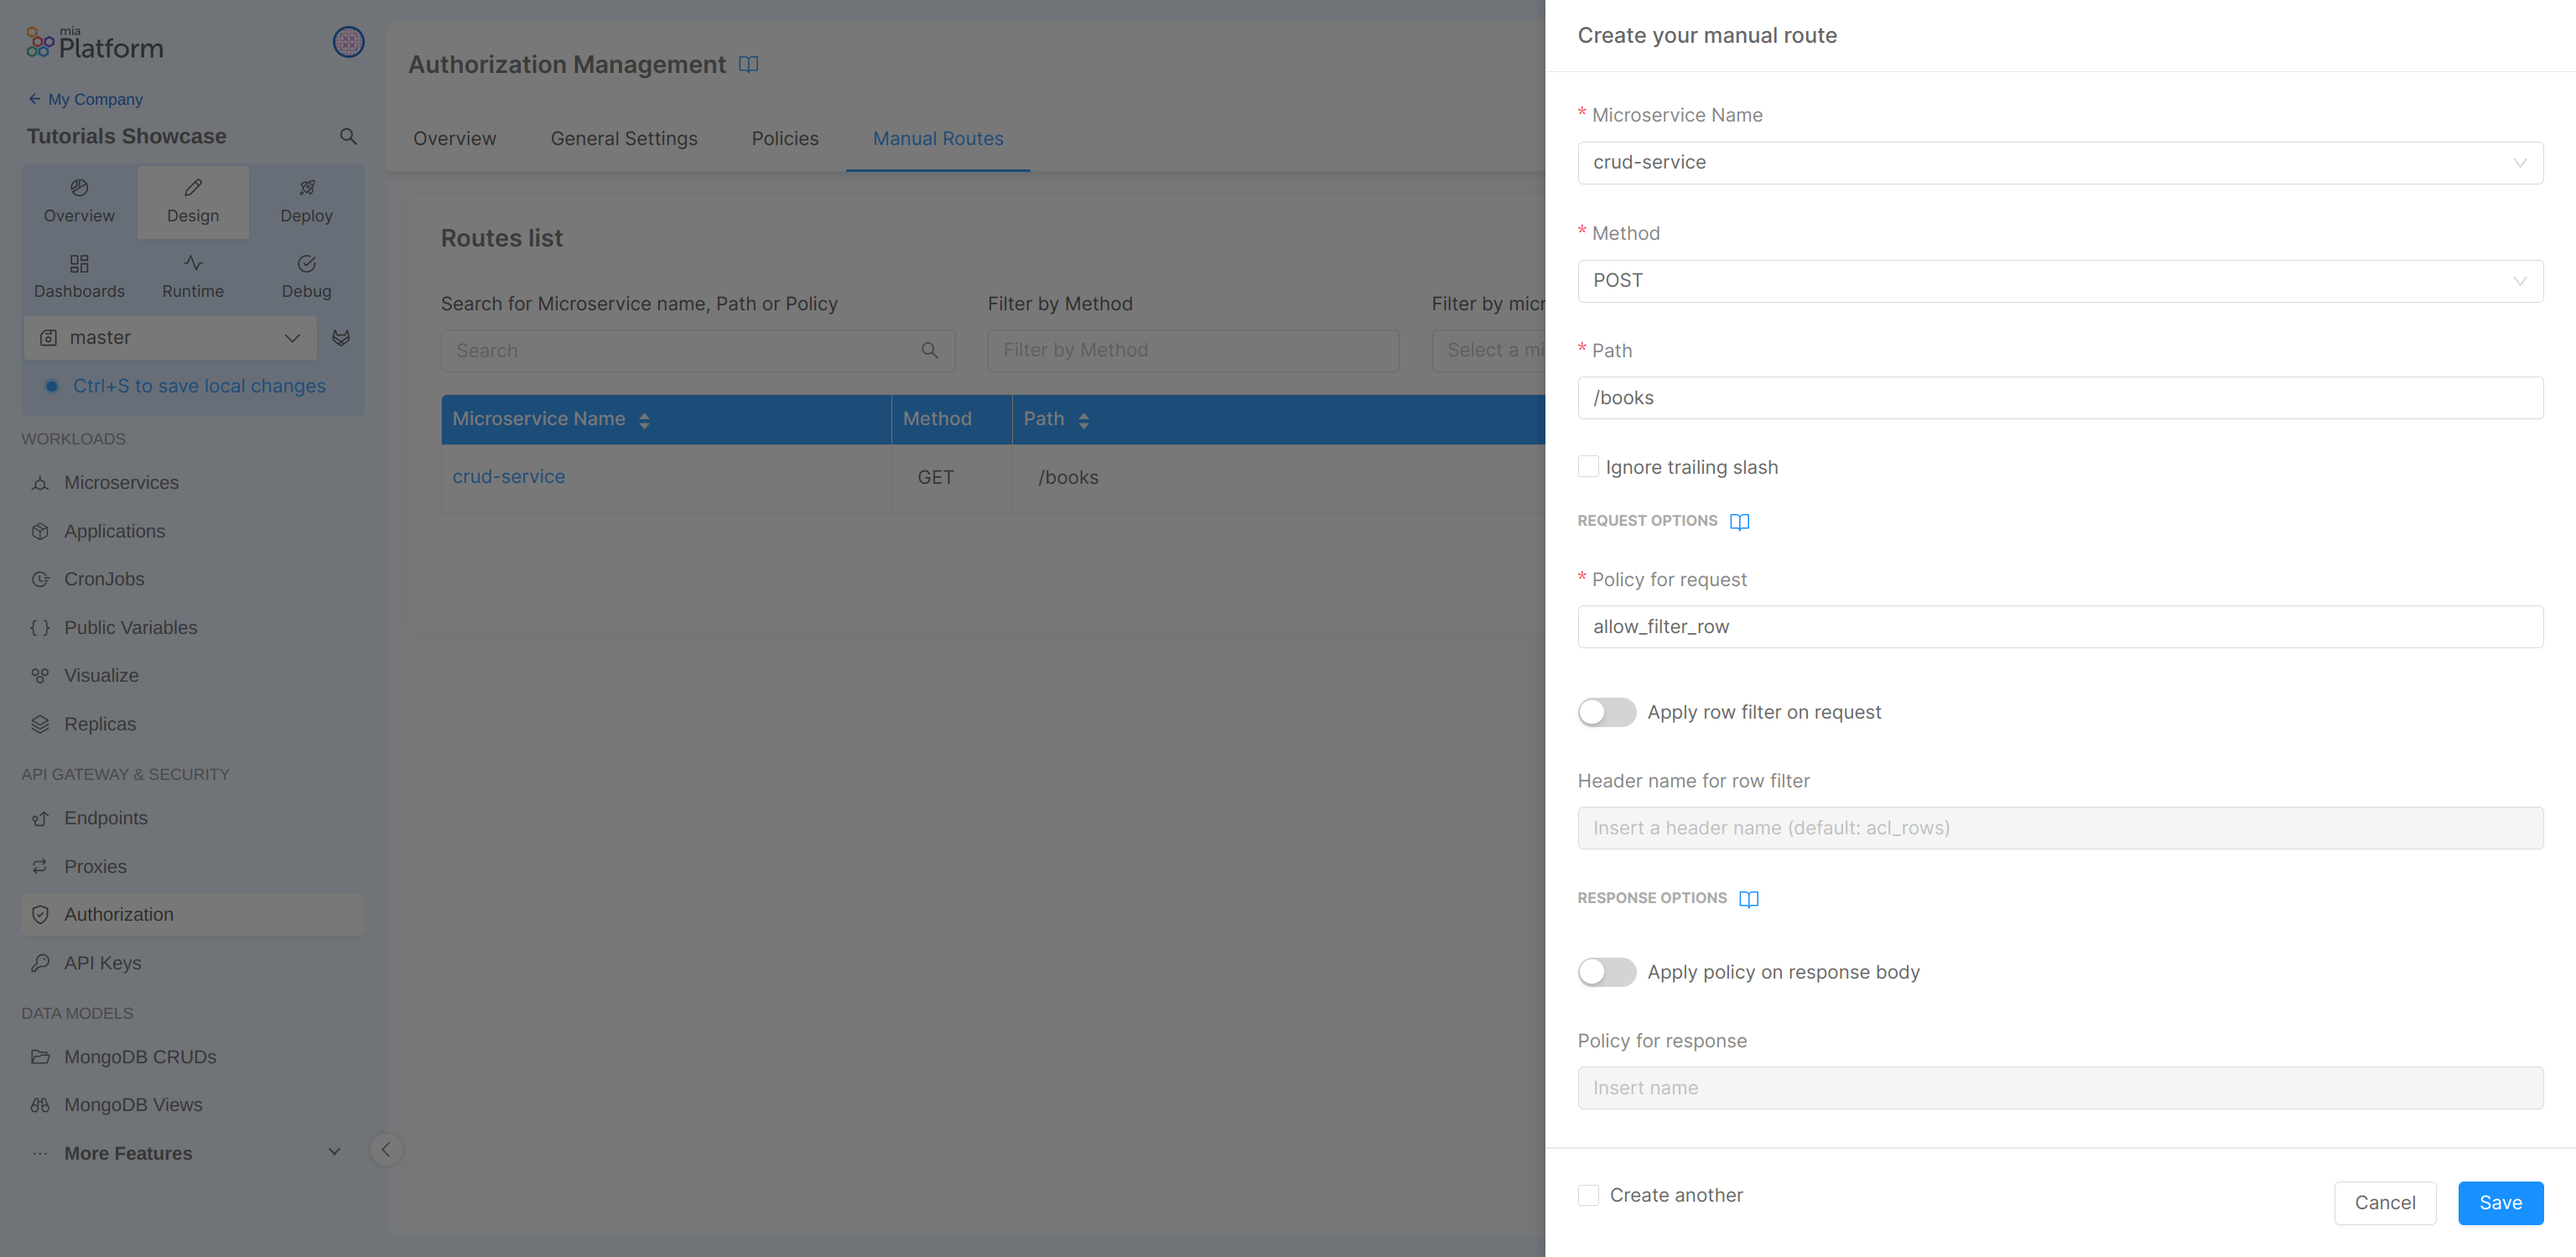 mia
Platform
My Company
Tutorials Showcase
Overview
Design
Deploy
Dashboards
Runtime
Debug
master
Ctrl+S to save local changes
WORKLOADS
Microservices
Applications
CronJobs
Public Variables
Visualize
Replicas
API GATEWAY & SECURITY
Endpoints
Proxies
Authorization
API Keys
DATA MODELS
MongoDB CRUDs
MongoDB Views
More Features
Authorization Management
Overview General Settings Policies Manual Routes
Routes list
Search for Microservice name, Path or Policy Filter by Method Filter by micr
Search Filter by Method Select a mi
Microservice Name Method Path
crud-service GET /books
Create your manual route
* Microservice Name
crud-service
* Method
POST
* Path
/books
Ignore trailing slash
REQUEST OPTIONS
* Policy for request
allow_filter_row
Apply row filter on request
Header name for row filter
Insert a header name (default: acl_rows)
RESPONSE OPTIONS
Apply policy on response body
Policy for response
Insert name
Create another
Cancel Save